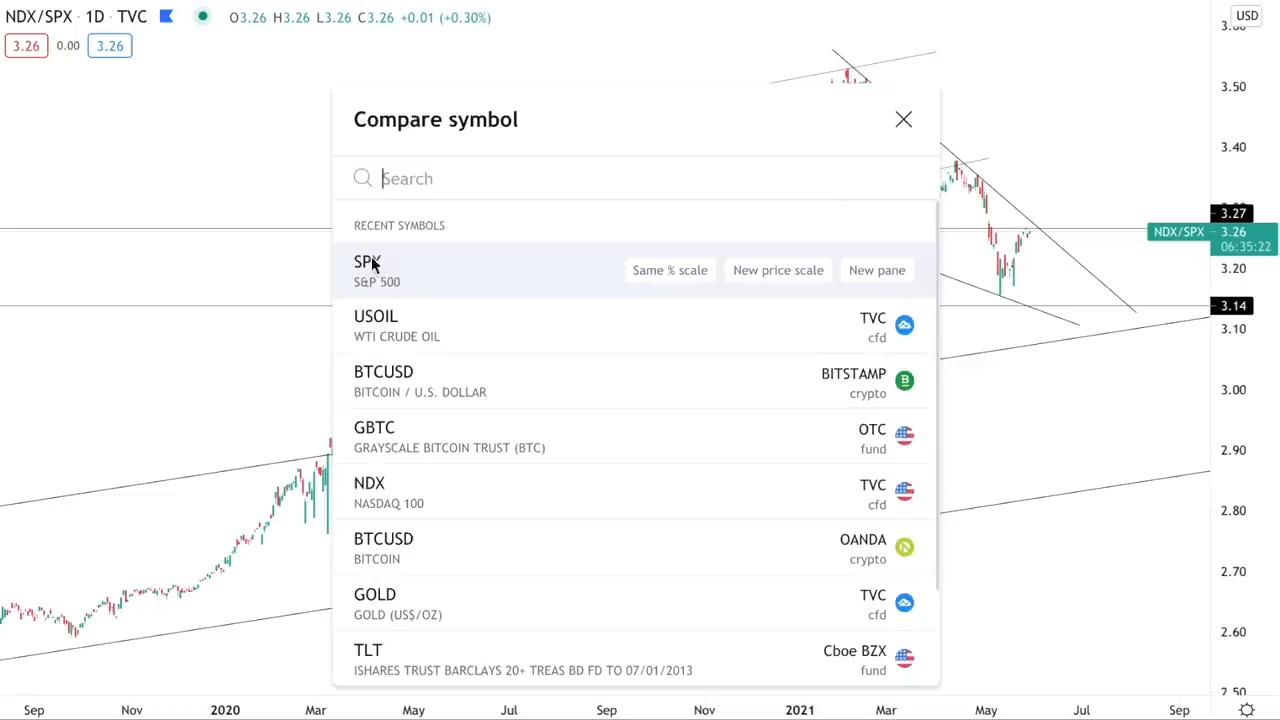 NDX/SPX · 1D · TVC O3.26 H3.26 L3.26 C3.26 +0.01 (+0.30%)
USD
3.26 0.00 3.26
3.50
Compare symbol
3.40
Search
3.27
RECENT SYMBOLS
NDX/SPX 3.26
06:35:22
SPX
S&P 500
Same % scale New price scale New pane
3.20
3.14
USOIL
WTI CRUDE OIL
TVC
cfd
3.10
BTCUSD
BITCOIN / U.S. DOLLAR
BITSTAMP
crypto
3.00
GBTC
GRAYSCALE BITCOIN TRUST (BTC)
OTC
fund
2.90
NDX
NASDAQ 100
TVC
cfd
2.80
BTCUSD
BITCOIN
OANDA
crypto
2.70
GOLD
GOLD (US$/OZ)
TVC
cfd
2.60
TLT
ISHARES TRUST BARCLAYS 20+ TREAS BD FD TO 07/01/2013
Cboe BZX
fund
2.50
Sep Nov 2020 Mar May Jul Sep Nov 2021 Mar May Jul Sep